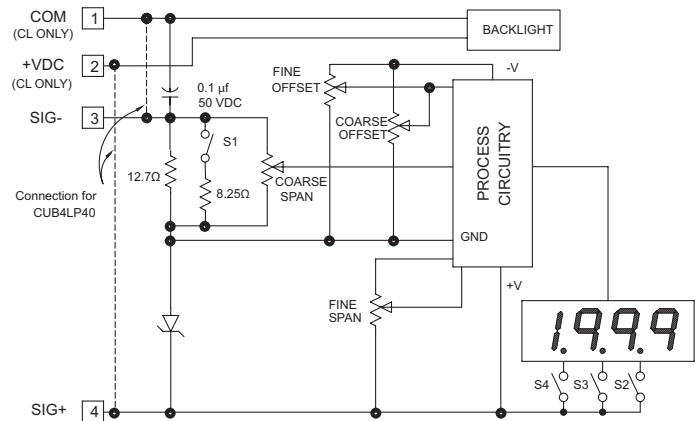 COM
(CL ONLY)
1
+VDC
(CL ONLY)
2
SIG-
3
SIG+
4
BACKLIGHT
0.1 µf
50 VDC
S1
12.7Ω
8.25Ω
COARSE
SPAN
Connection for
CUB4LP40
FINE
OFFSET
COARSE
OFFSET
-V
PROCESS
CIRCUITRY
GND
+V
FINE
SPAN
1.9.9.9
S4
S3
S2